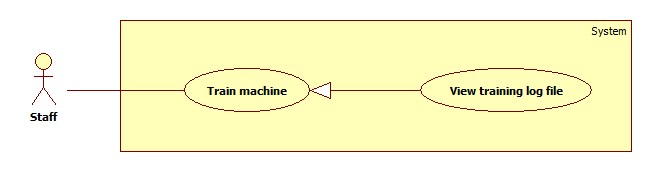 System
Train machine
View training log file
Staff